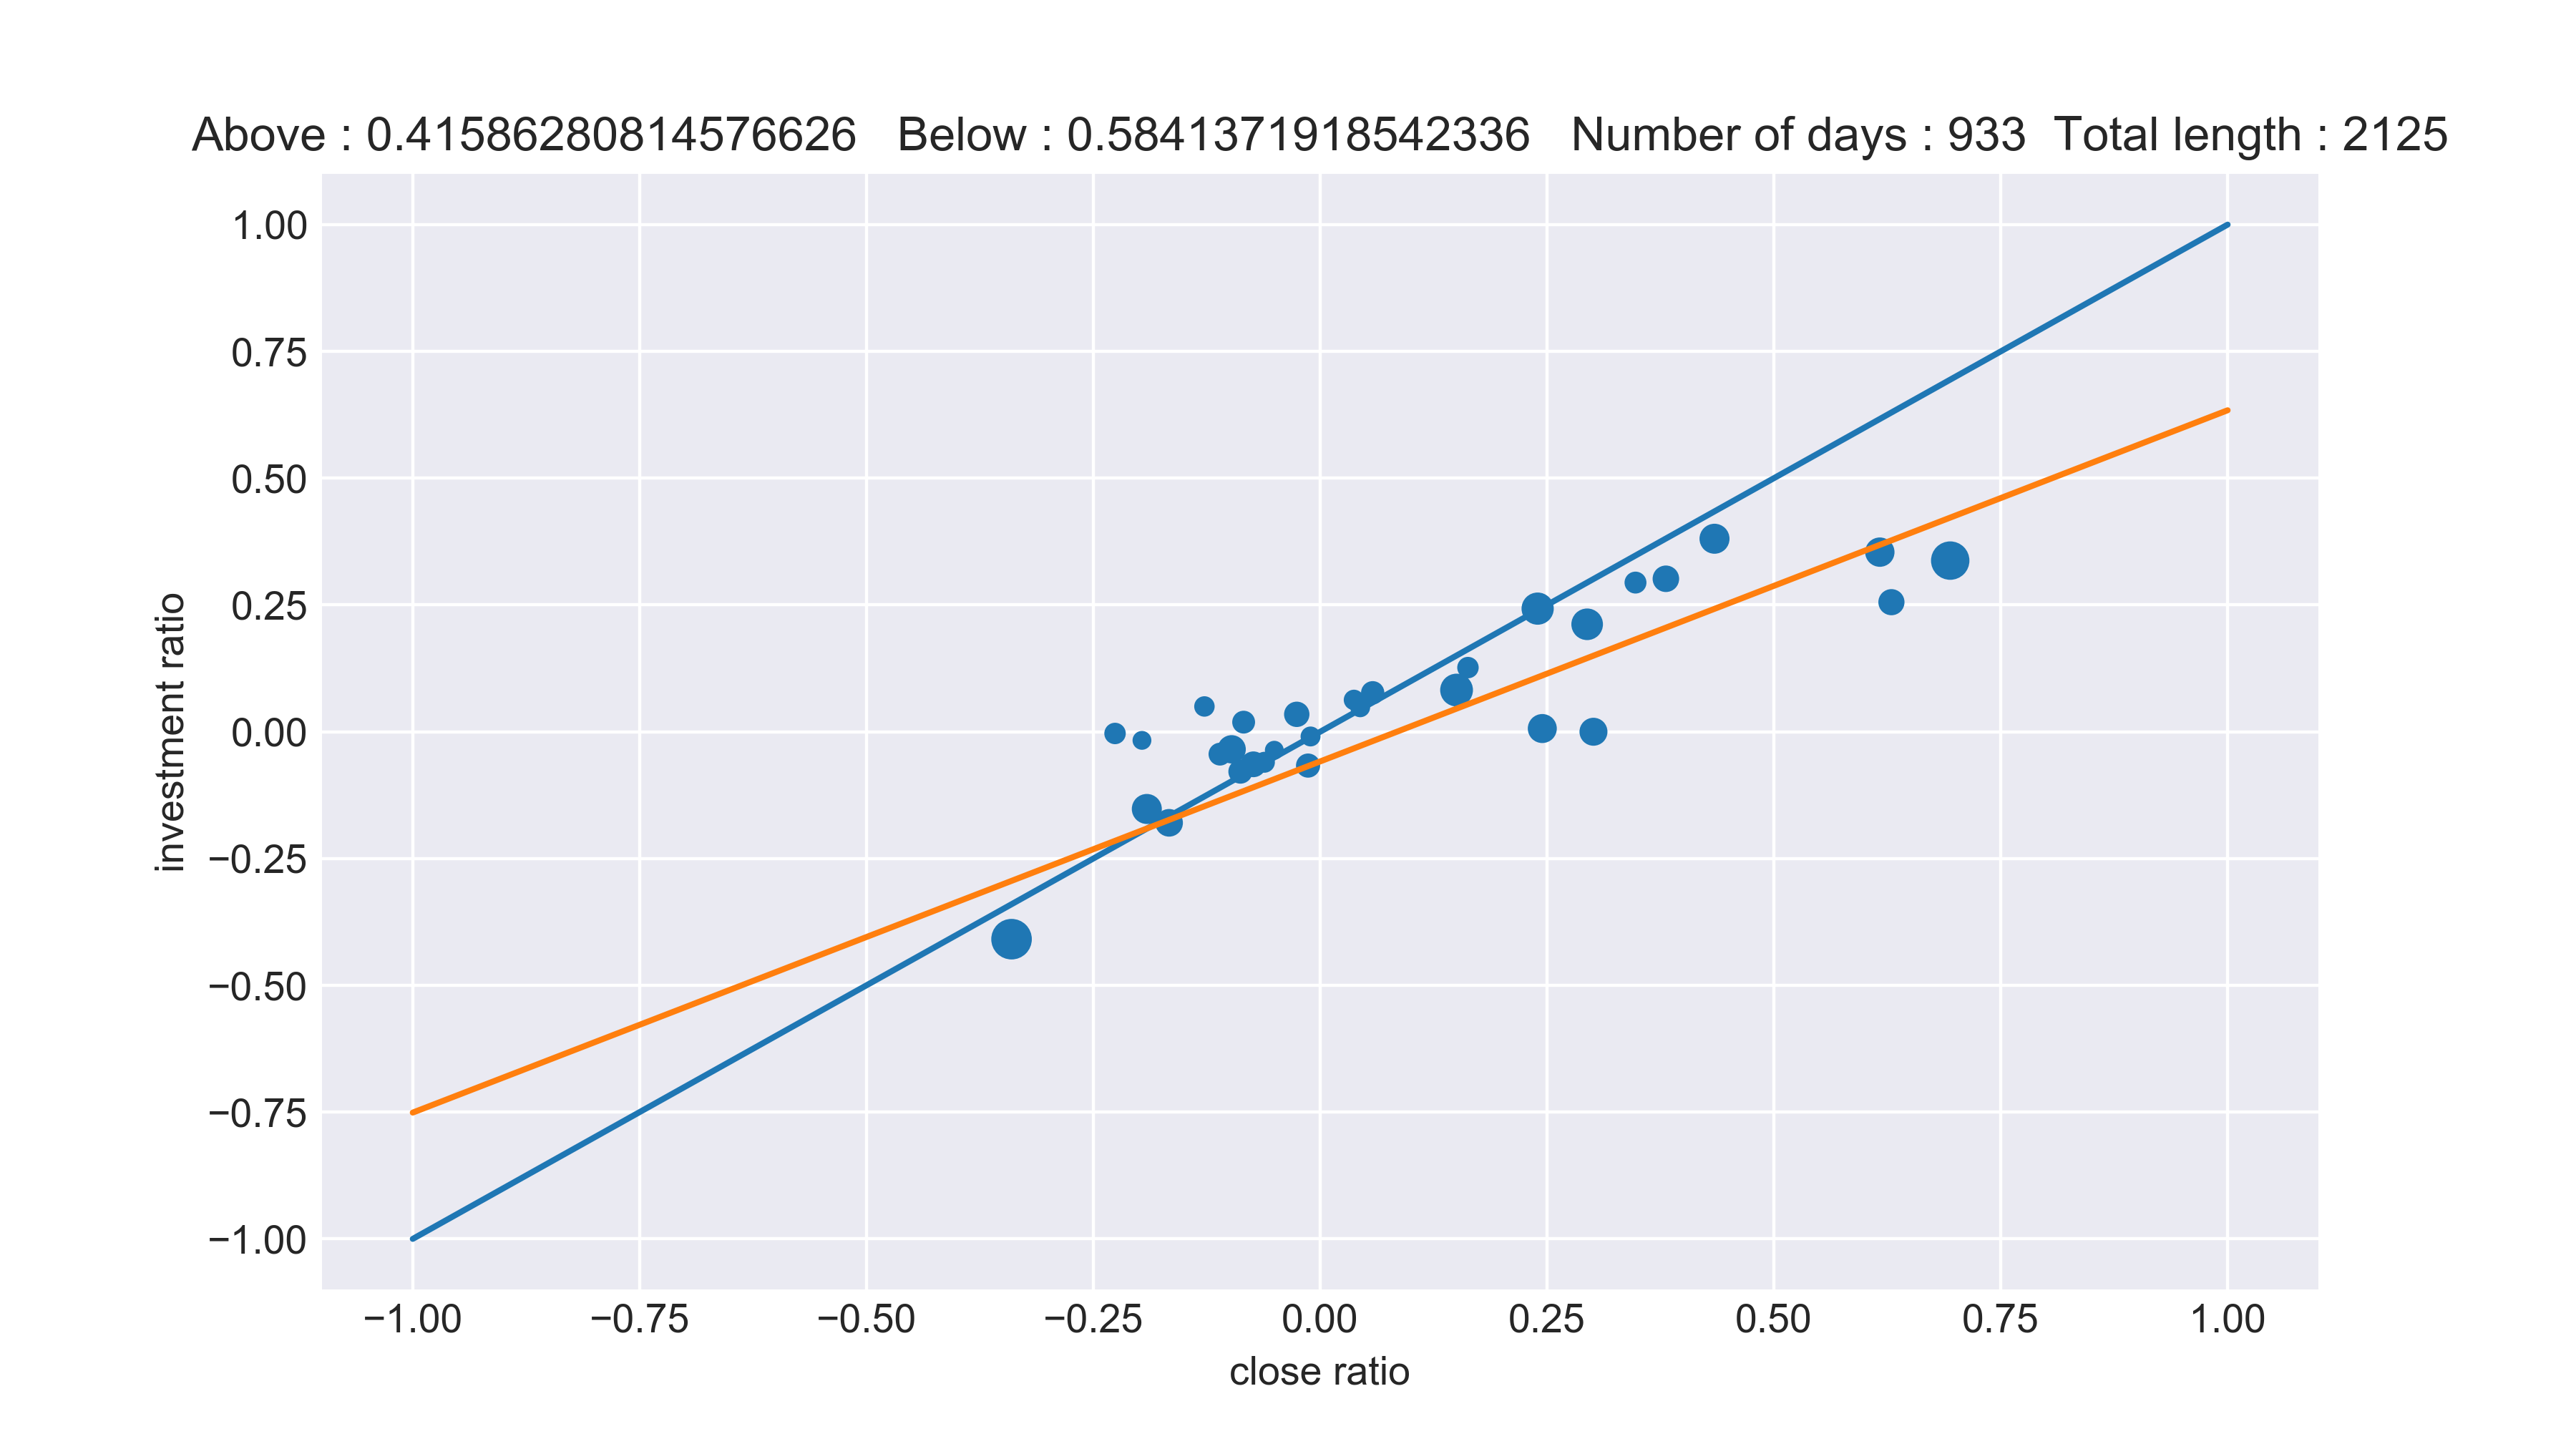 Above : 0.41586280814576626   Below : 0.5841371918542336   Number of days : 933  Total length : 2125
1.00
0.75
0.50
0.25
0.00
−0.25
−0.50
−0.75
−1.00
investment ratio
−1.00 −0.75 −0.50 −0.25 0.00 0.25 0.50 0.75 1.00
close ratio